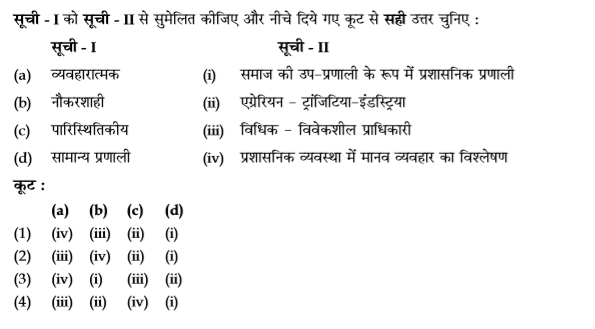 सूची - I को सूची - II से सुमेलित कीजिए और नीचे दिये गए कूट से सही उत्तर चुनिए :
सूची - I सूची - II
(a) व्यवहारात्मक (i) समाज की उप-प्रणाली के रूप में प्रशासनिक प्रणाली
(b) नौकरशाही (ii) एग्रेरियन - ट्रांजिटिया-इंडस्ट्रिया
(c) पारिस्थितिकीय (iii) विधिक - विवेकशील प्राधिकारी
(d) सामान्य प्रणाली (iv) प्रशासनिक व्यवस्था में मानव व्यवहार का विश्लेषण
कूट :
(a) (b) (c) (d)
(1) (iv) (iii) (ii) (i)
(2) (iii) (iv) (ii) (i)
(3) (iv) (i) (iii) (ii)
(4) (iii) (ii) (iv) (i)